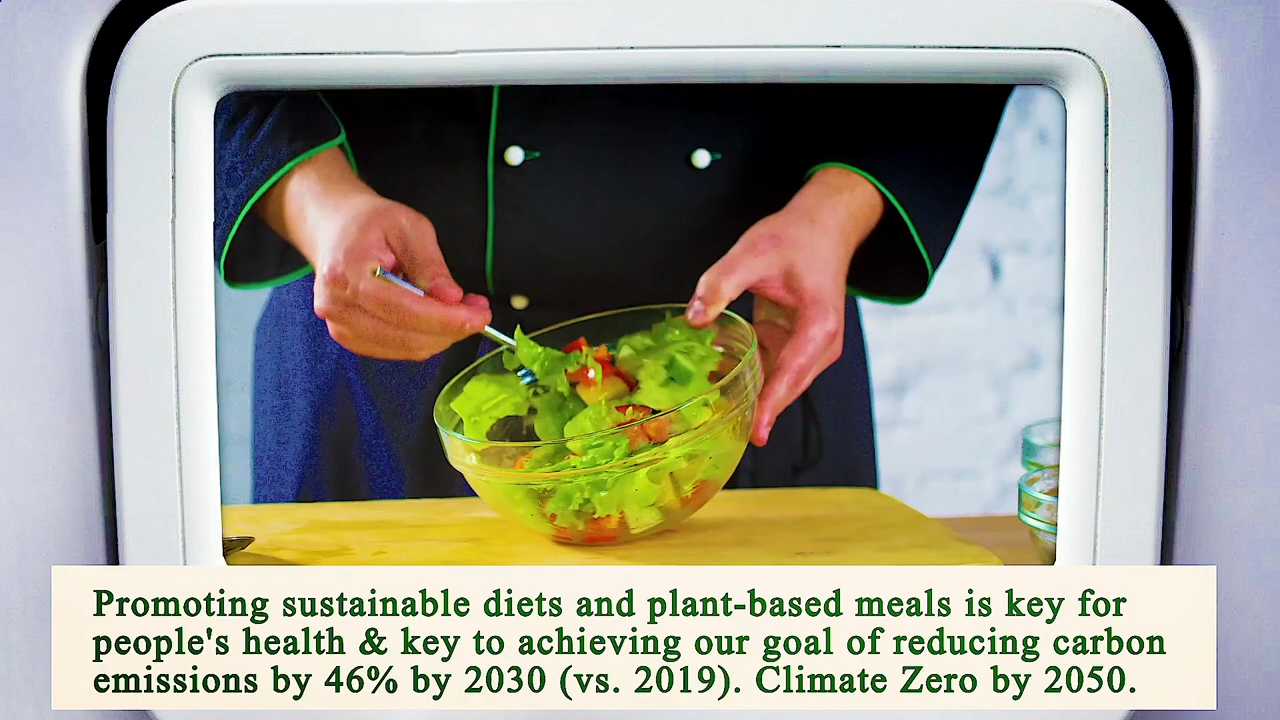 Promoting sustainable diets and plant-based meals is key for
people's health & key to achieving our goal of reducing carbon
emissions by 46% by 2030 (vs. 2019). Climate Zero by 2050.